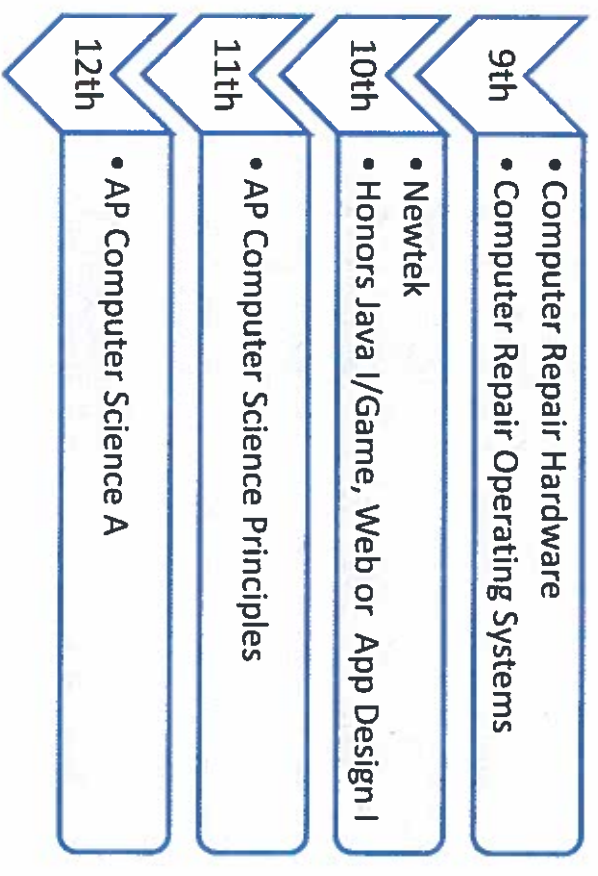 9th
• Computer Repair Hardware
• Computer Repair Operating Systems
10th
• Newtek
• Honors Java I/Game, Web or App Design I
11th
• AP Computer Science Principles
12th
• AP Computer Science A